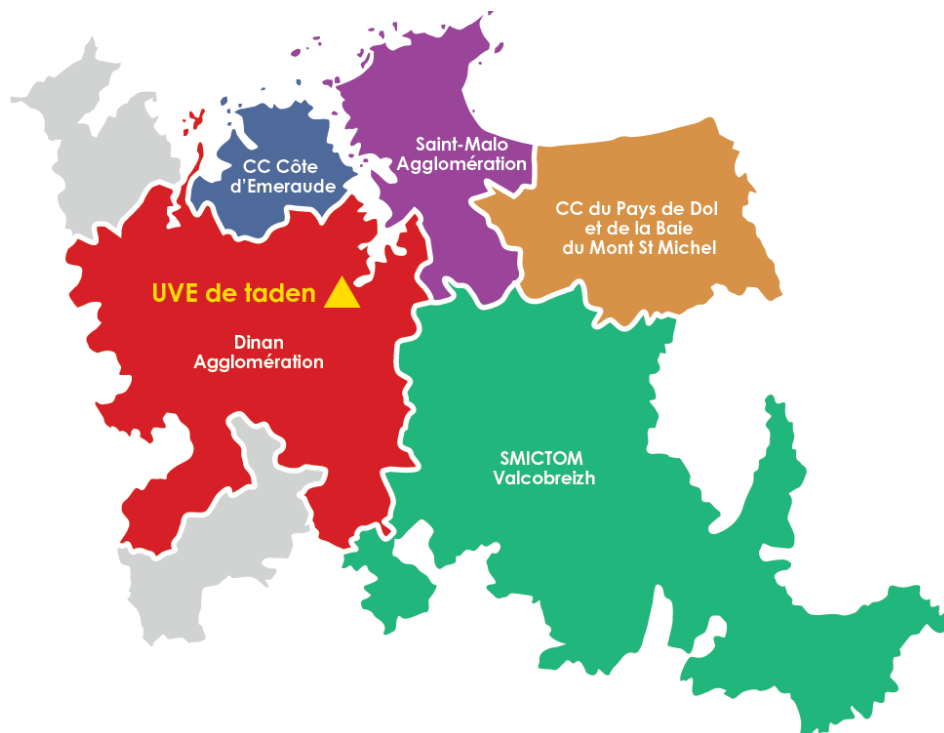 Saint-Malo
Agglomération
CC Côte
d'Emeraude
CC du Pays de Dol
et de la Baie
du Mont St Michel
UVE de taden
Dinan
Agglomération
SMICTOM
Valcobreizh